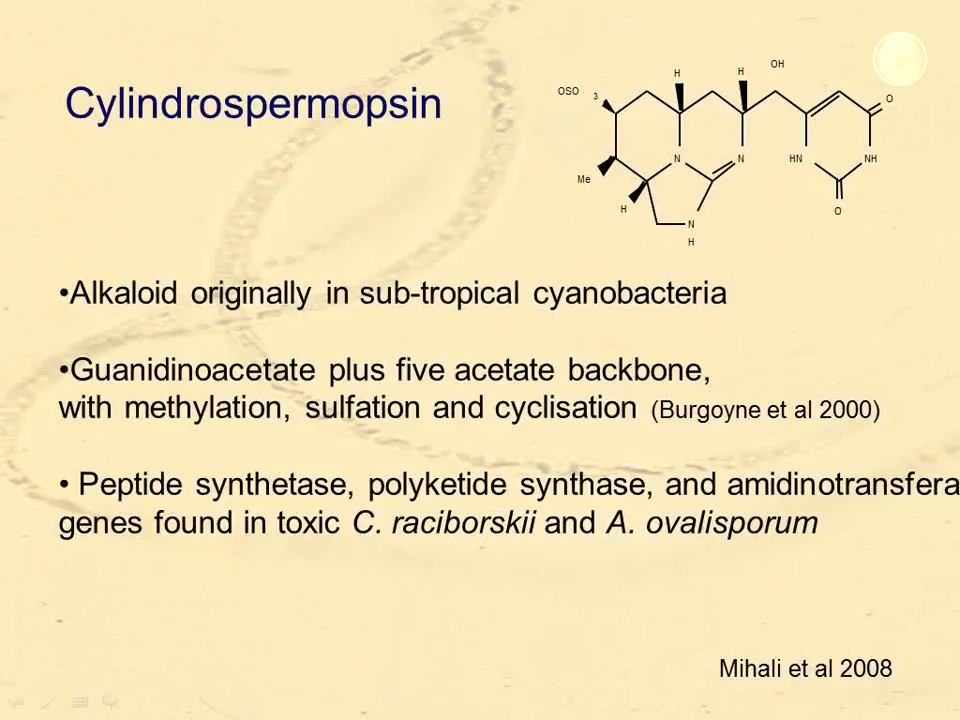 Cylindrospermopsin
H
H
OH
OSO
3
O
N
N
HN
NH
Me
H
O
N
H
•Alkaloid originally in sub-tropical cyanobacteria
•Guanidinoacetate plus five acetate backbone,
with methylation, sulfation and cyclisation (Burgoyne et al 2000)
• Peptide synthetase, polyketide synthase, and amidinotransfera
genes found in toxic C. raciborskii and A. ovalisporum
Mihali et al 2008